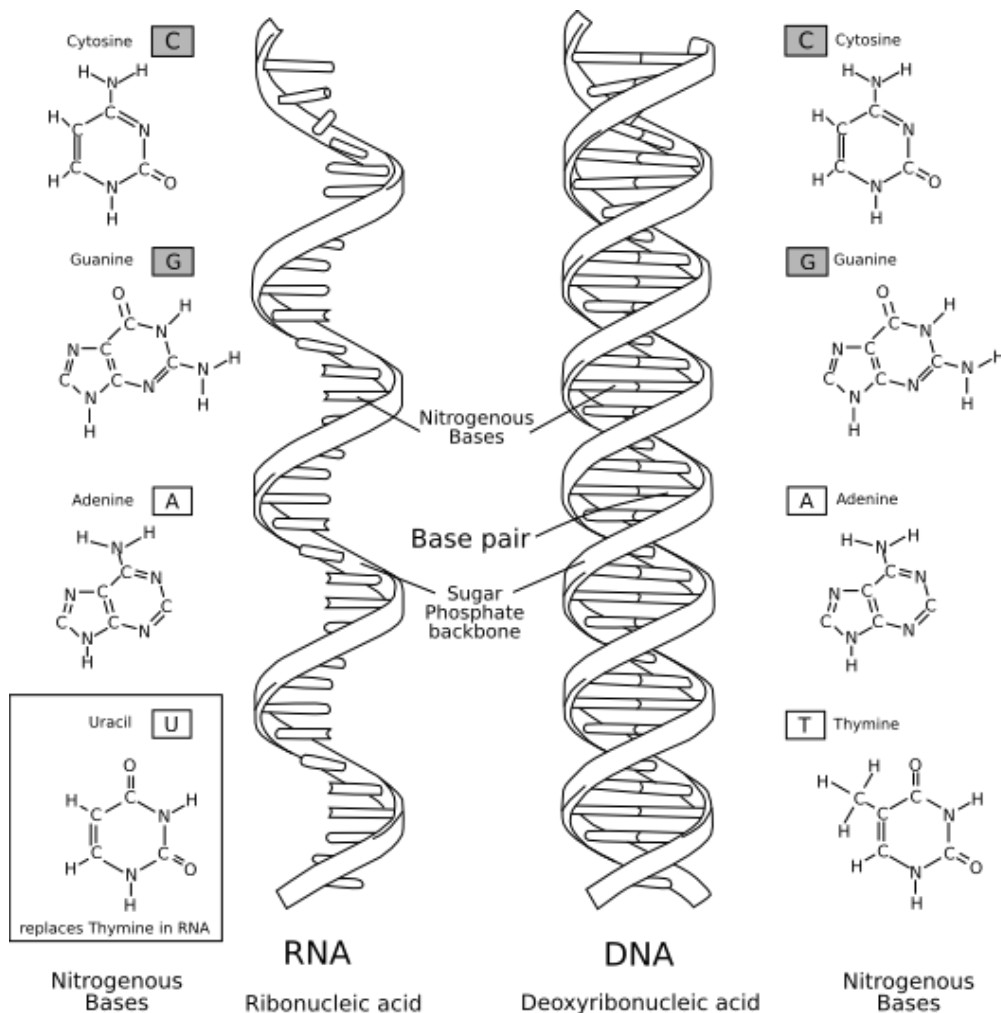 Cytosine C
H H
N
H C
C N
C C
H N O
H
Guanine G
O
H
C N
N C
C C C H
N N N
H H
Adenine A
H H
N
C N
N C
C C C
N N
H
Uracil U
O
H C H
C N
C C
H N O
H
replaces Thymine in RNA
Nitrogenous
Bases
Nitrogenous
Bases
Base pair
Sugar
Phosphate
backbone
RNA
Ribonucleic acid
DNA
Deoxyribonucleic acid
C Cytosine
H H
N
H C
C N
C C
H N O
H
G Guanine
O
H
C N
N C
C C C H
N N N
H H
A Adenine
H H
N
C N
N C
C C C
N N
H
T Thymine
H O
H
C C H
H C N
C C
H N O
H
Nitrogenous
Bases